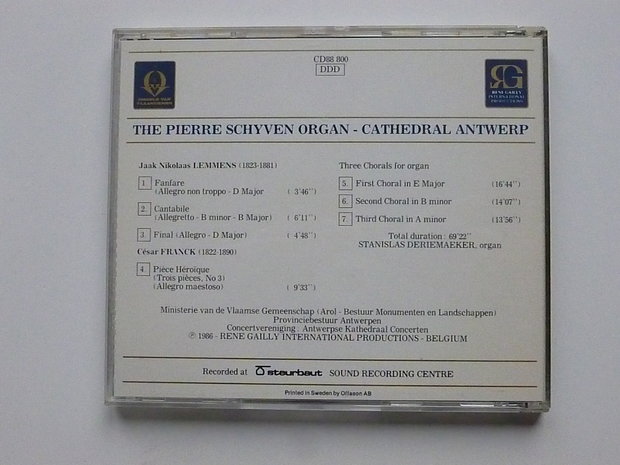 CD88 800
DDD
ORGELS VAN
VLAANDEREN
RG
RENE GAILLY
INTERNATIONAL
PRODUCTIONS
THE PIERRE SCHYVEN ORGAN - CATHEDRAL ANTWERP
Jaak Nikolaas LEMMENS (1823-1881)
1. Fanfare
(Allegro non troppo - D Major ( 3'46'')
2. Cantabile
(Allegretto - B minor - B Major) ( 6'11'')
3. Final (Allegro - D Major) ( 4'48'')
César FRANCK (1822-1890)
4. Pièce Héroïque
(Trois pièces, No 3)
(Allegro maestoso) ( 9'33'')
Three Chorals for organ
5. First Choral in E Major (16'44'')
6. Second Choral in B minor (14'07'')
7. Third Choral in A minor (13'56'')
Total duration : 69'22''
STANISLAS DERIEMAEKER, organ
Ministerie van de Vlaamse Gemeenschap (Arol - Bestuur Monumenten en Landschappen)
Provinciebestuur Antwerpen
Concertvereniging : Antwerpse Kathedraal Concerten
℗ 1986 - RENE GAILLY INTERNATIONAL PRODUCTIONS - BELGIUM
Recorded at steurbaut SOUND RECORDING CENTRE
Printed in Sweden by Offason AB